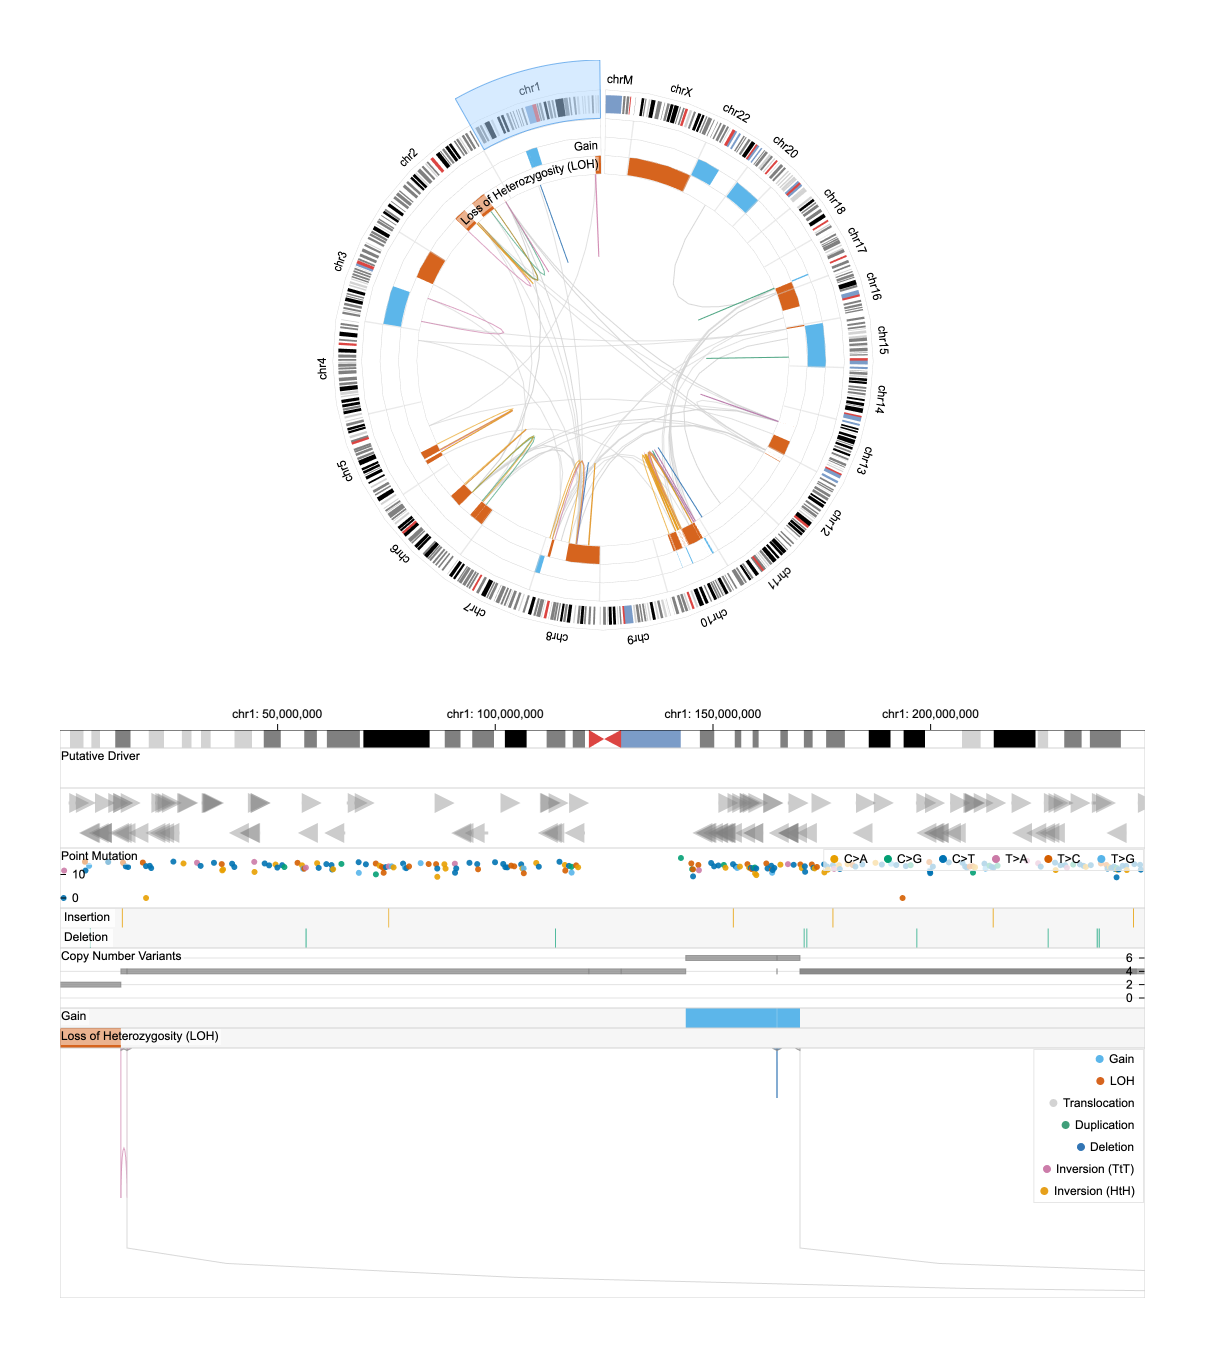 chrM
chrX
chr22
chr20
chr18
chr17
chr16
chr15
chr14
chr13
chr12
chr11
chr10
chr9
chr8
chr7
chr6
chr5
chr4
chr3
chr2
chr1
Gain
Loss of Heterozygosity (LOH)
chr1: 50,000,000
chr1: 100,000,000
chr1: 150,000,000
chr1: 200,000,000
Putative Driver
Point Mutation
C>A
C>G
C>T
T>A
T>C
T>G
10
0
Insertion
Deletion
Copy Number Variants
6
4
2
0
Gain
Loss of Heterozygosity (LOH)
Gain
LOH
Translocation
Duplication
Deletion
Inversion (TtT)
Inversion (HtH)